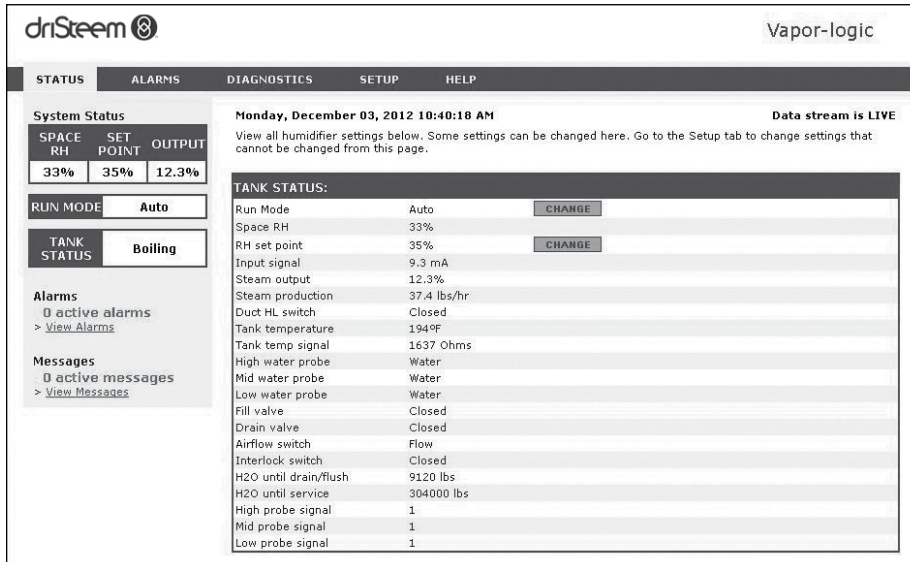 driSteem
Vapor-logic
STATUS ALARMS DIAGNOSTICS SETUP HELP
System Status
SPACE RH SET POINT OUTPUT
33% 35% 12.3%
RUN MODE Auto
TANK STATUS Boiling
Alarms
0 active alarms
> View Alarms
Messages
0 active messages
> View Messages
Monday, December 03, 2012 10:40:18 AM Data stream is LIVE
View all humidifier settings below. Some settings can be changed here. Go to the Setup tab to change settings that
cannot be changed from this page.
TANK STATUS:
Run Mode Auto CHANGE
Space RH 33%
RH set point 35% CHANGE
Input signal 9.3 mA
Steam output 12.3%
Steam production 37.4 lbs/hr
Duct HL switch Closed
Tank temperature 194ºF
Tank temp signal 1637 Ohms
High water probe Water
Mid water probe Water
Low water probe Water
Fill valve Closed
Drain valve Closed
Airflow switch Flow
Interlock switch Closed
H2O until drain/flush 9120 lbs
H2O until service 304000 lbs
High probe signal 1
Mid probe signal 1
Low probe signal 1